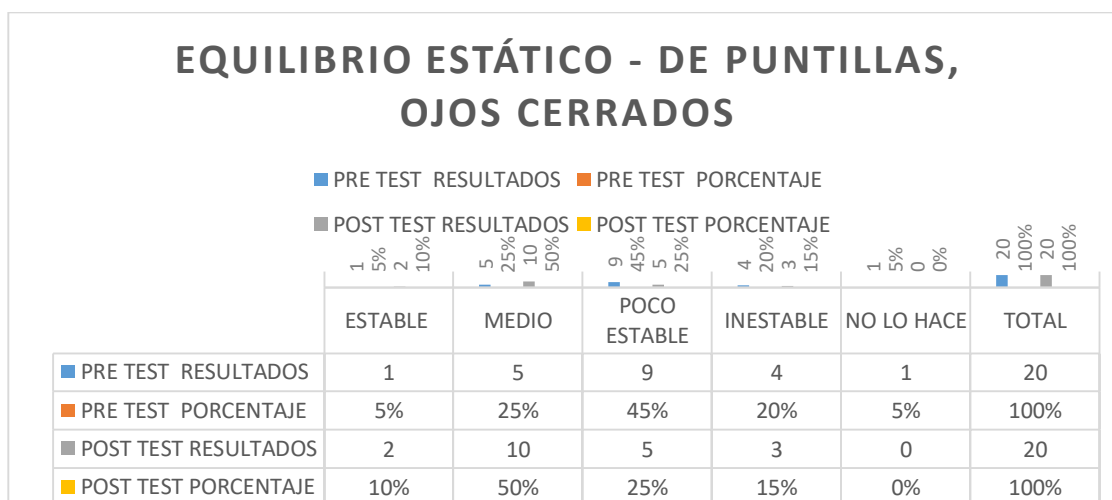 EQUILIBRIO ESTÁTICO - DE PUNTILLAS,
OJOS CERRADOS
PRE TEST RESULTADOS PRE TEST PORCENTAJE
POST TEST RESULTADOS POST TEST PORCENTAJE
1 5% 2 10% 5 25% 10 50% 9 45% 5 25% 4 20% 3 15% 1 5% 0 0% 20 100% 20 100%
ESTABLE MEDIO POCO ESTABLE INESTABLE NO LO HACE TOTAL
PRE TEST RESULTADOS 1 5 9 4 1 20
PRE TEST PORCENTAJE 5% 25% 45% 20% 5% 100%
POST TEST RESULTADOS 2 10 5 3 0 20
POST TEST PORCENTAJE 10% 50% 25% 15% 0% 100%